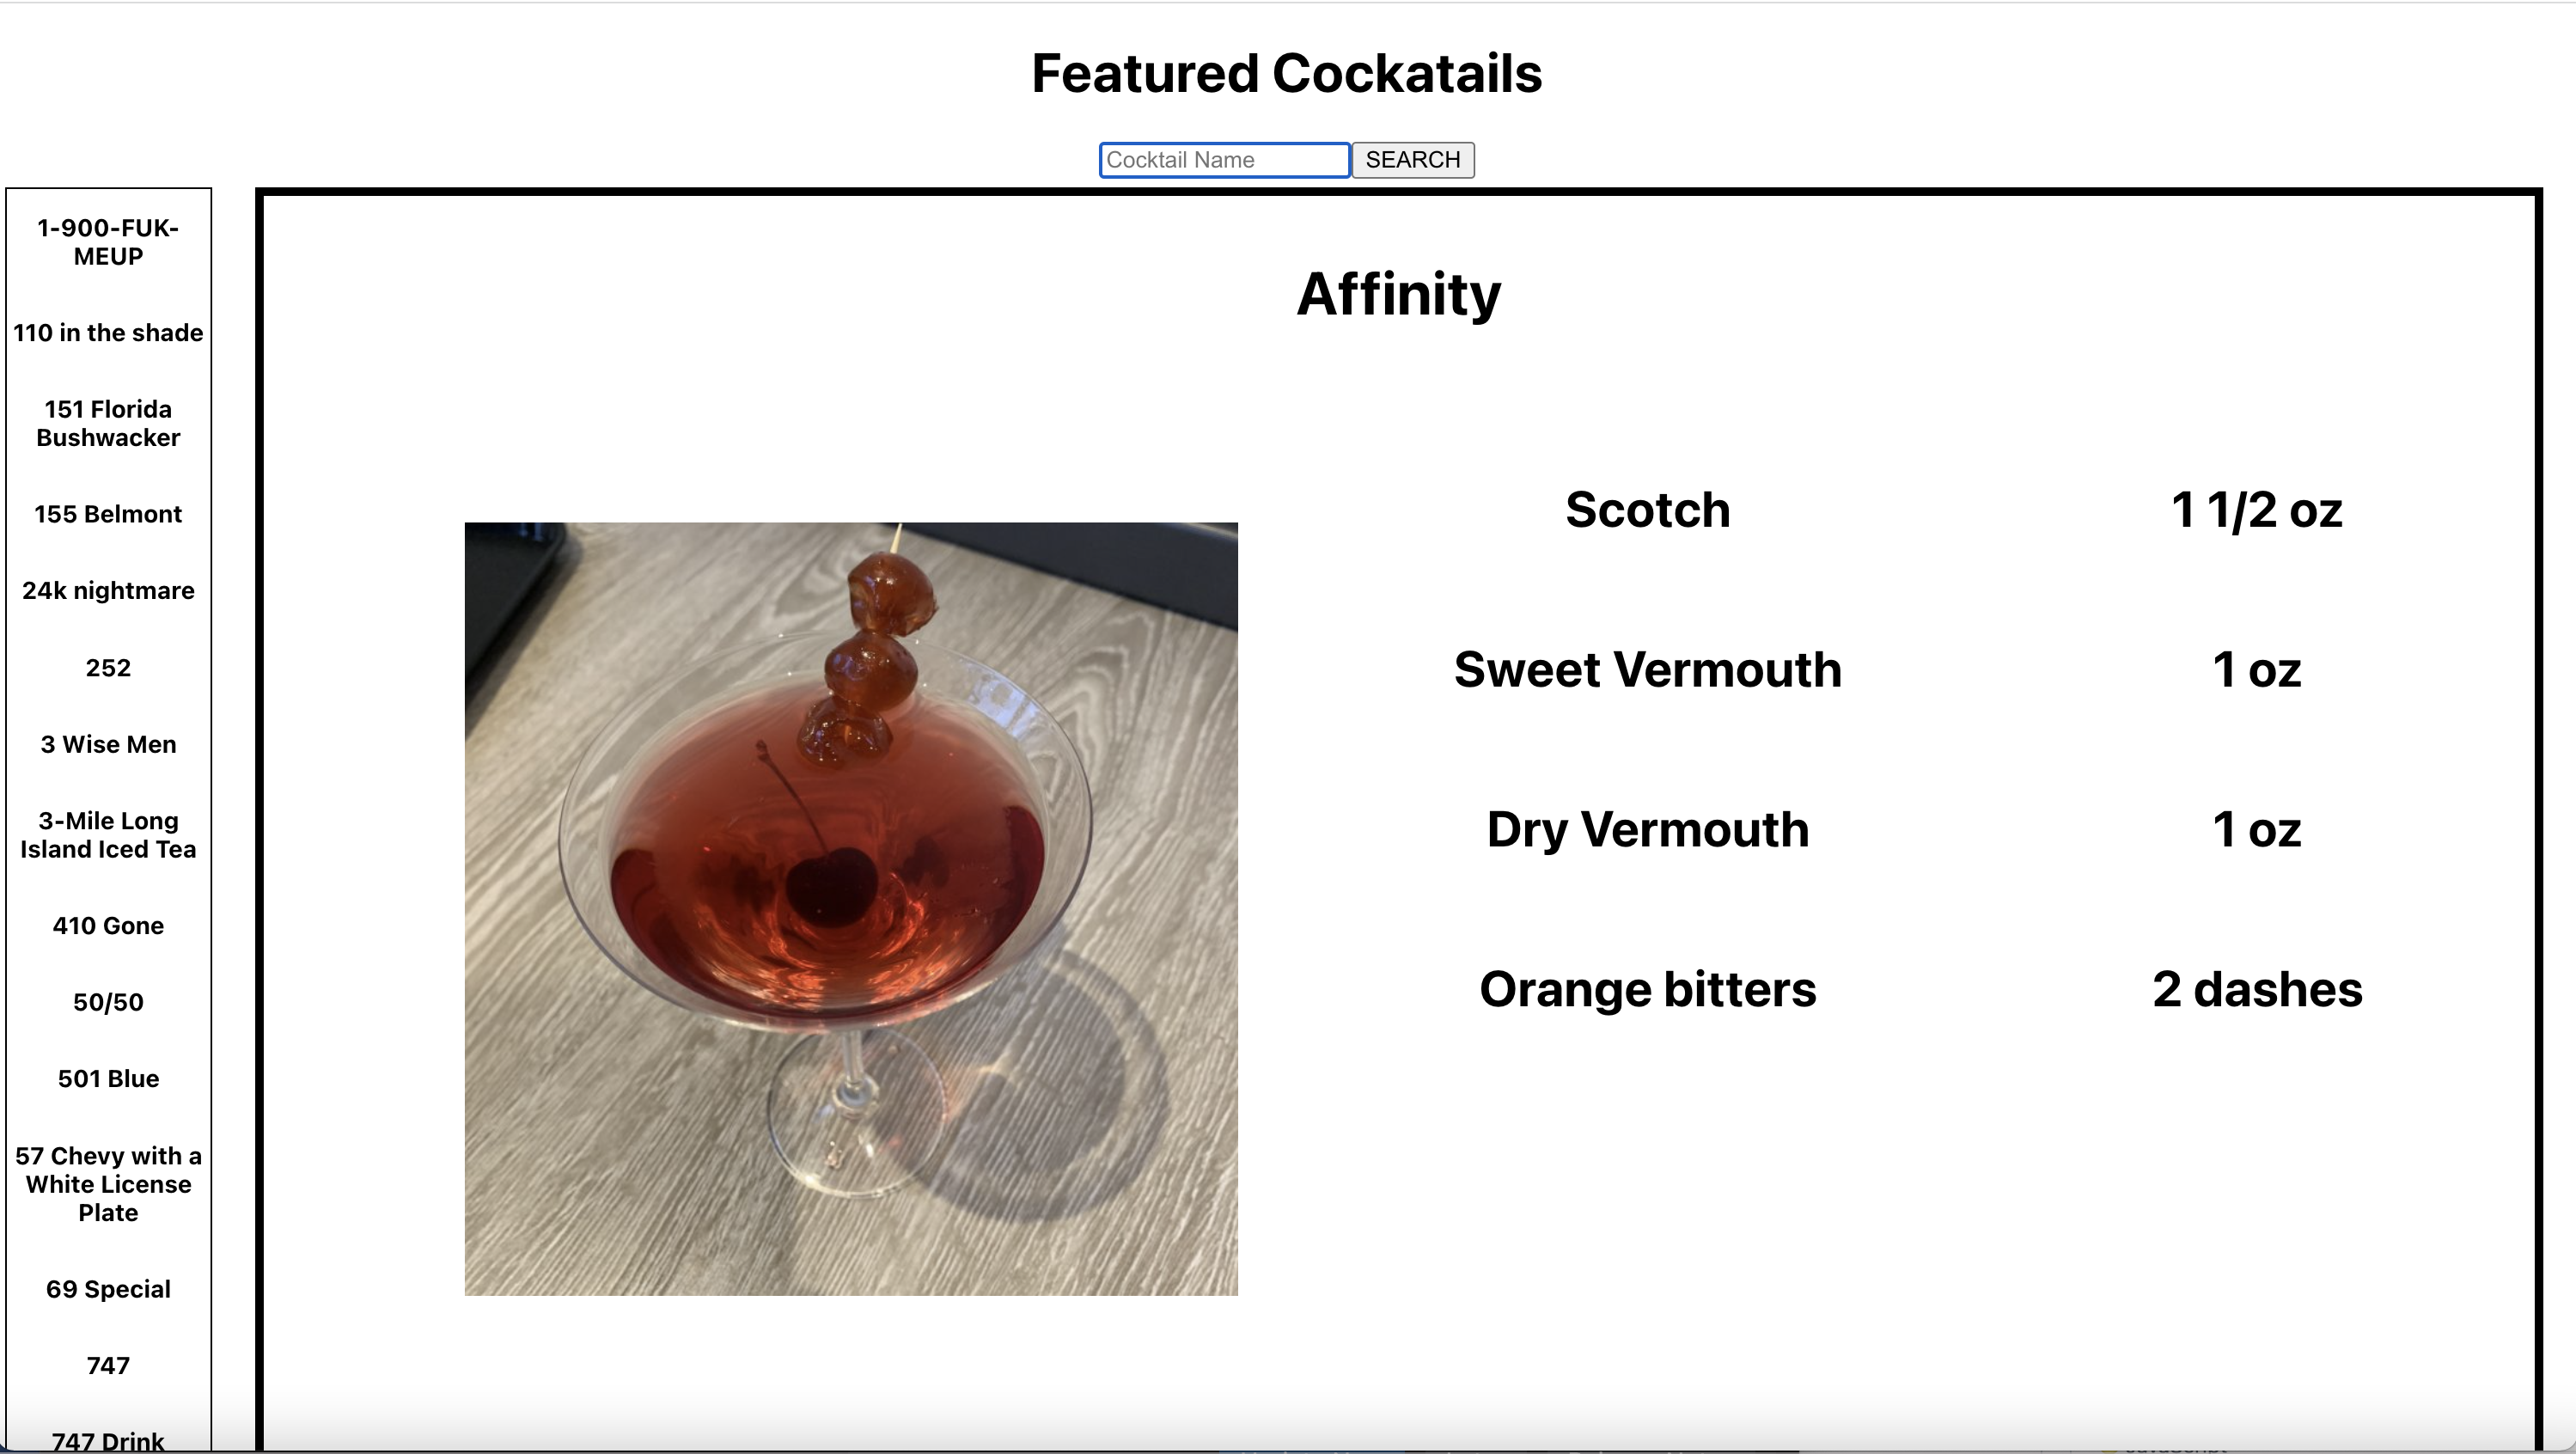 Featured Cockatails
Cocktail Name
SEARCH
1-900-FUK-
MEUP
110 in the shade
151 Florida
Bushwacker
155 Belmont
24k nightmare
252
3 Wise Men
3-Mile Long
Island Iced Tea
410 Gone
50/50
501 Blue
57 Chevy with a
White License
Plate
69 Special
747
747 Drink
Affinity
Scotch 1 1/2 oz
Sweet Vermouth 1 oz
Dry Vermouth 1 oz
Orange bitters 2 dashes